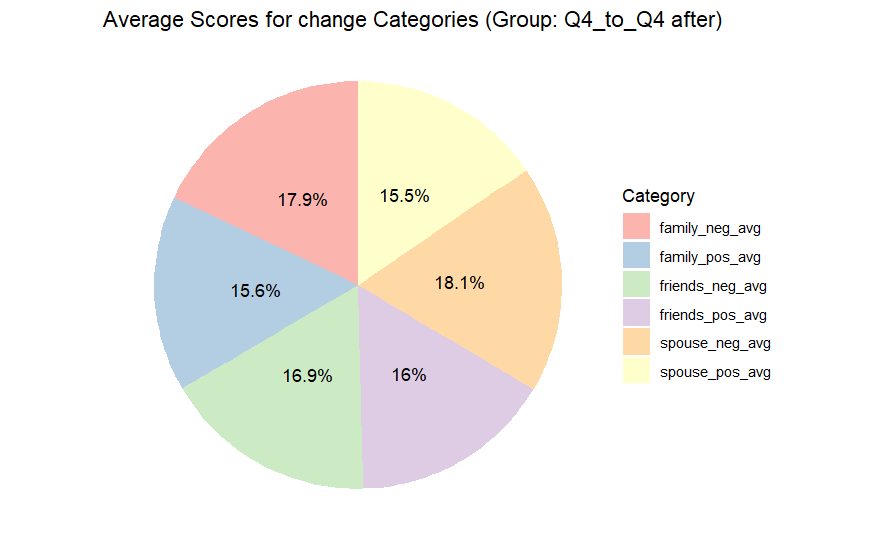 Average Scores for change Categories (Group: Q4_to_Q4 after)
17.9%
15.5%
15.6%
18.1%
16.9%
16%
Category
family_neg_avg
family_pos_avg
friends_neg_avg
friends_pos_avg
spouse_neg_avg
spouse_pos_avg